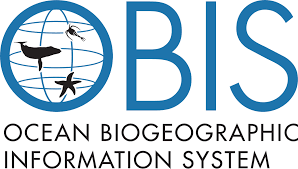 OBIS
OCEAN BIOGEOGRAPHIC
INFORMATION SYSTEM